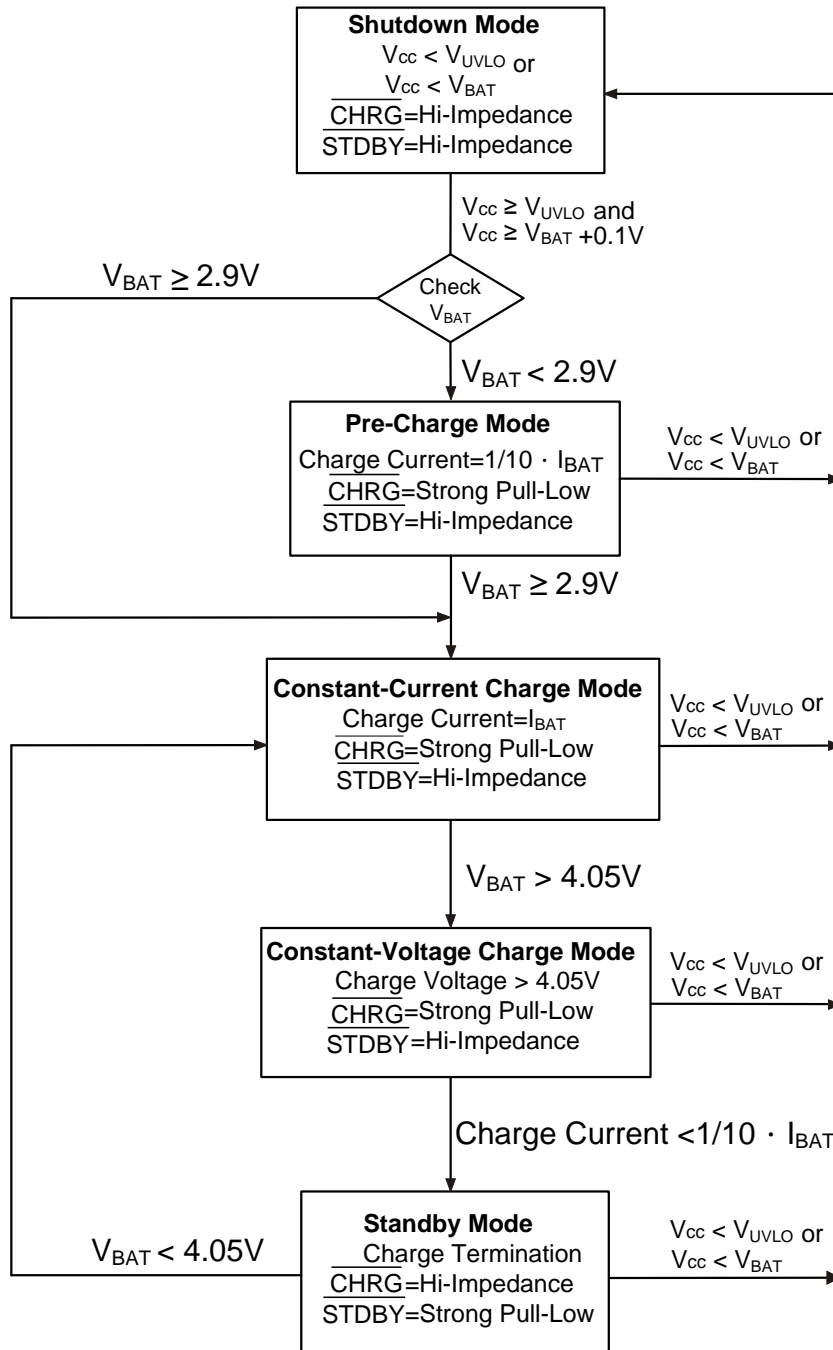 Shutdown Mode
Vcc < VUVLO or
Vcc < VBAT
CHRG=Hi-Impedance
STDBY=Hi-Impedance
Vcc ≥ VUVLO and
Vcc ≥ VBAT +0.1V
VBAT ≥ 2.9V
Check
VBAT
VBAT < 2.9V
Pre-Charge Mode
Charge Current=1/10 · IBAT
CHRG=Strong Pull-Low
STDBY=Hi-Impedance
Vcc < VUVLO or
Vcc < VBAT
VBAT ≥ 2.9V
Constant-Current Charge Mode
Charge Current=IBAT
CHRG=Strong Pull-Low
STDBY=Hi-Impedance
Vcc < VUVLO or
Vcc < VBAT
VBAT > 4.05V
Constant-Voltage Charge Mode
Charge Voltage > 4.05V
CHRG=Strong Pull-Low
STDBY=Hi-Impedance
Vcc < VUVLO or
Vcc < VBAT
Charge Current <1/10 · IBAT
Standby Mode
Charge Termination
CHRG=Hi-Impedance
STDBY=Strong Pull-Low
VBAT < 4.05V
Vcc < VUVLO or
Vcc < VBAT